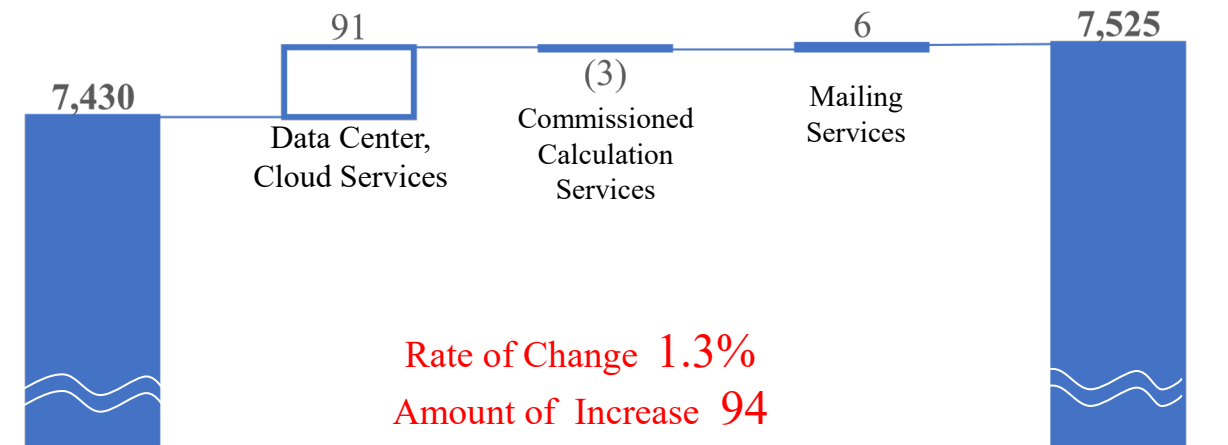 7,430
91
Data Center,
Cloud Services
(3)
Commissioned
Calculation
Services
6
Mailing
Services
7,525
Rate of Change 1.3%
Amount of Increase 94